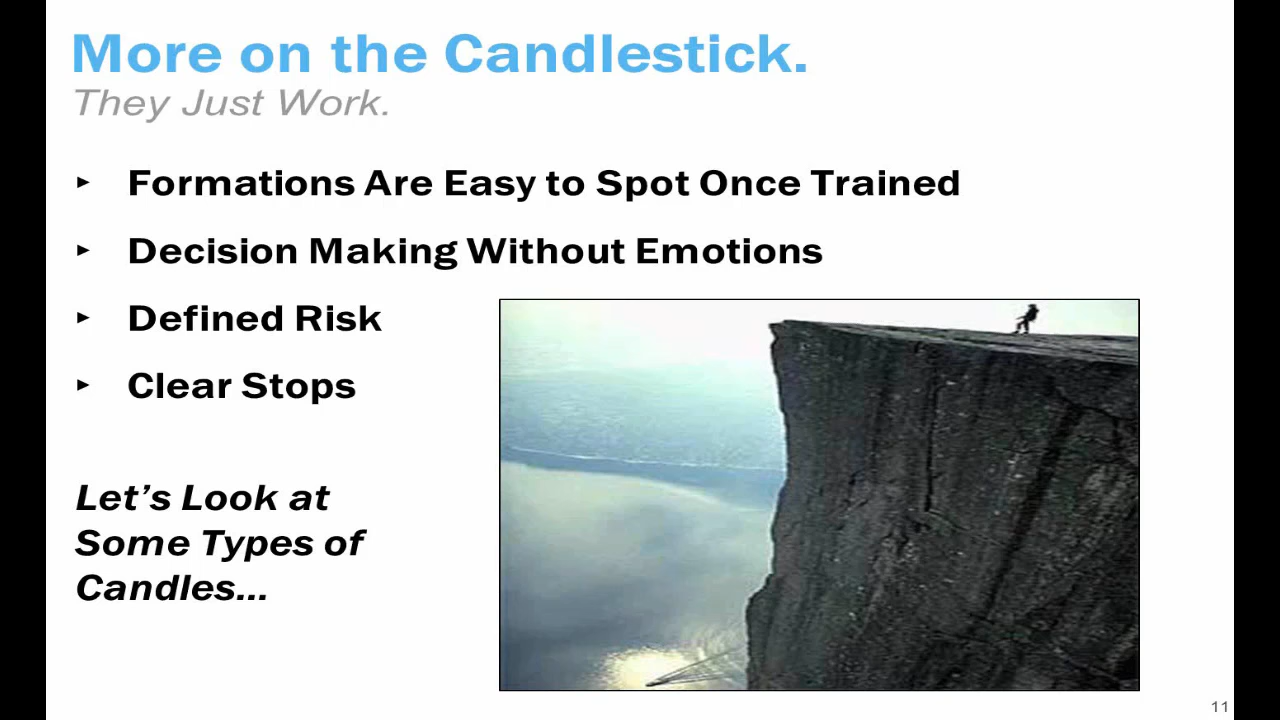 More on the Candlestick.
They Just Work.
‣ Formations Are Easy to Spot Once Trained
‣ Decision Making Without Emotions
‣ Defined Risk
‣ Clear Stops
Let’s Look at
Some Types of
Candles...
11